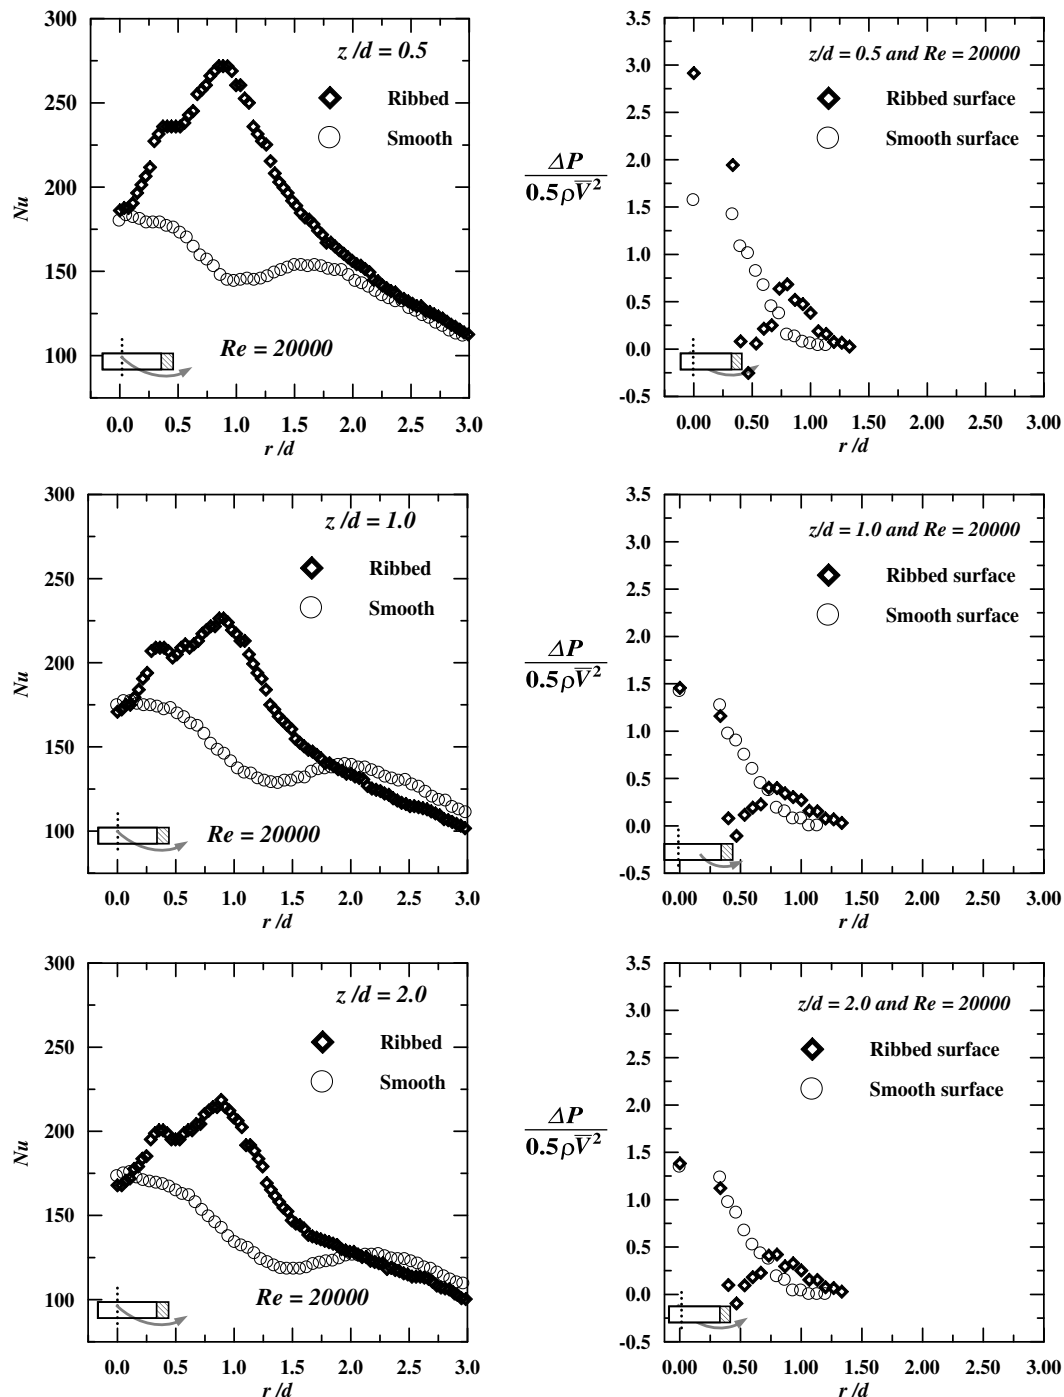 300
250
200
150
100
Nu
z/d = 0.5
Ribbed
Smooth
Re = 20000
0.0 0.5 1.0 1.5 2.0 2.5 3.0
r/d
3.5
3.0
2.5
2.0
1.5
1.0
0.5
0.0
-0.5
ΔP
0.5ρV̅²
z/d = 0.5 and Re = 20000
Ribbed surface
Smooth surface
0.00 0.50 1.00 1.50 2.00 2.50 3.0
r/d
300
250
200
150
100
Nu
z/d = 1.0
Ribbed
Smooth
Re = 20000
0.0 0.5 1.0 1.5 2.0 2.5 3.0
r/d
3.5
3.0
2.5
2.0
1.5
1.0
0.5
0.0
-0.5
ΔP
0.5ρV̅²
z/d = 1.0 and Re = 20000
Ribbed surface
Smooth surface
0.00 0.50 1.00 1.50 2.00 2.50 3.0
r/d
300
250
200
150
100
Nu
z/d = 2.0
Ribbed
Smooth
Re = 20000
0.0 0.5 1.0 1.5 2.0 2.5 3.0
r/d
3.5
3.0
2.5
2.0
1.5
1.0
0.5
0.0
-0.5
ΔP
0.5ρV̅²
z/d = 2.0 and Re = 20000
Ribbed surface
Smooth surface
0.00 0.50 1.00 1.50 2.00 2.50 3.0
r/d